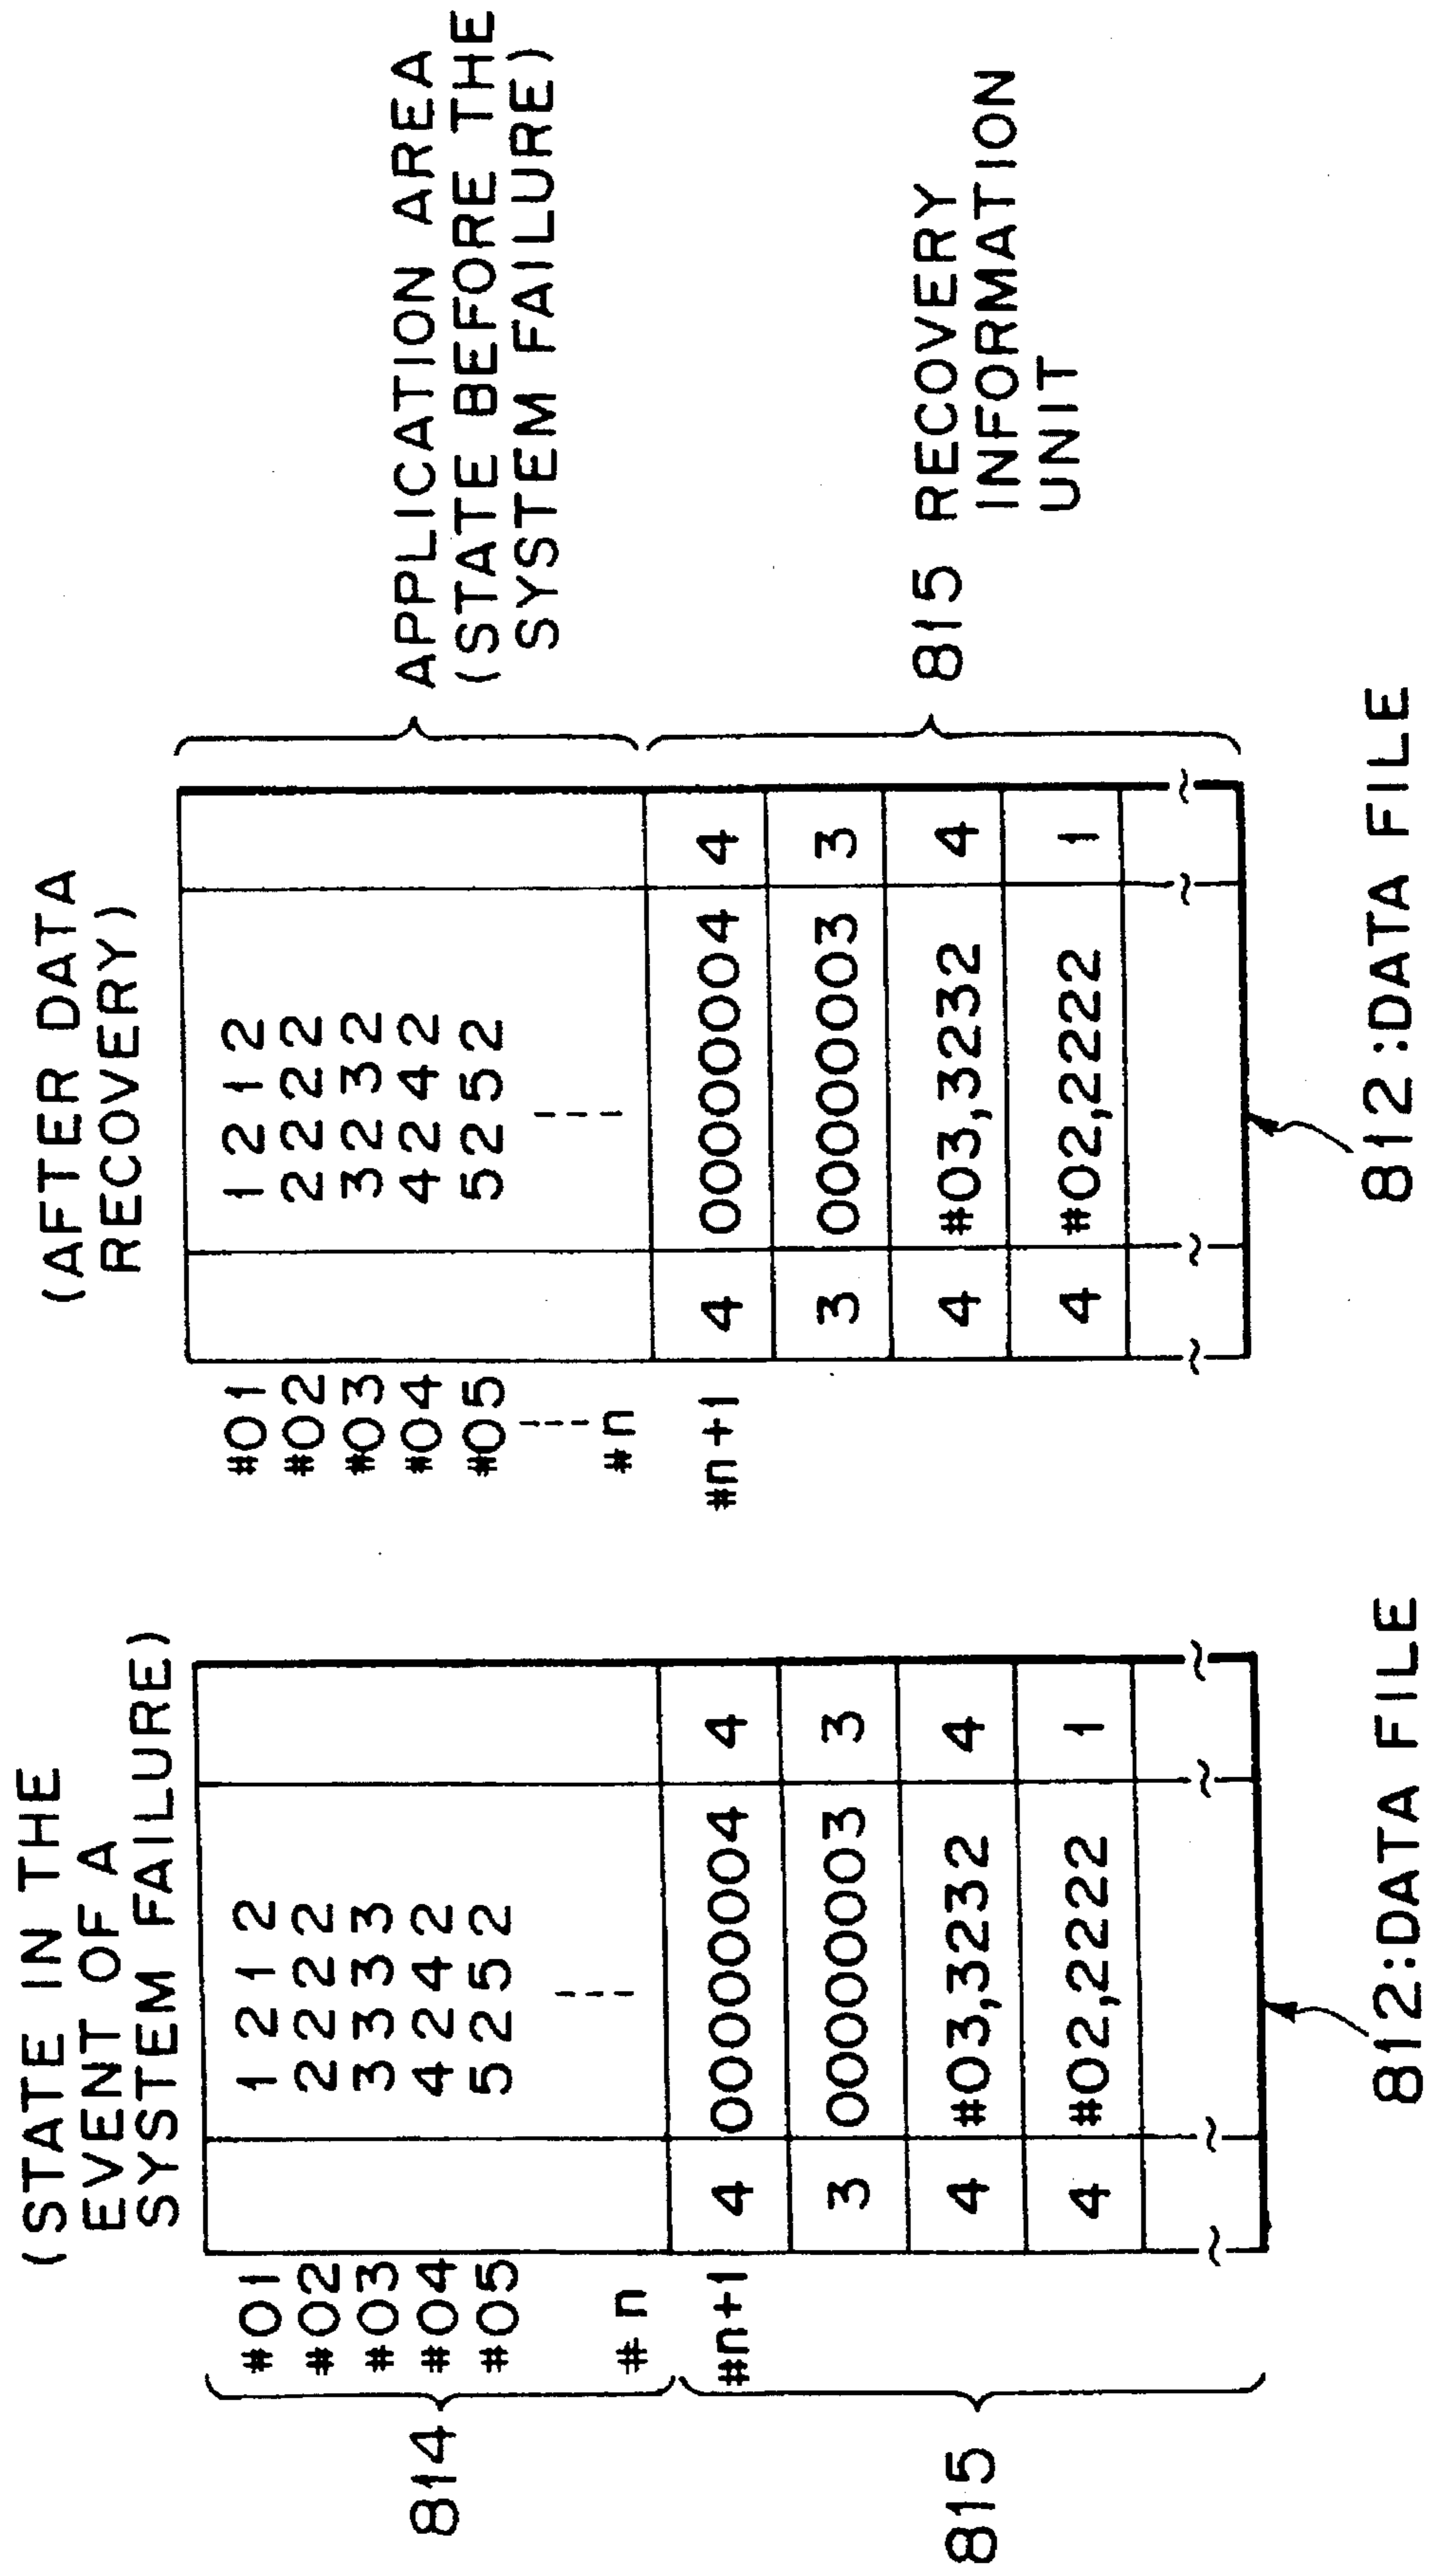 (STATE IN THE
EVENT OF A
SYSTEM FAILURE)
814
#01 1212
#02 2222
#03 3333
#04 4242
#05 5252
#n
815
#n+1 4 00000004 4
3 00000003 3
4 #03,3232 4
4 #02,2222 1
812:DATA FILE
(AFTER DATA
RECOVERY)
#01 1212
#02 2222
#03 3232
#04 4242
#05 5252
#n
#n+1 4 00000004 4
3 00000003 3
4 #03,3232 4
4 #02,2222 1
812:DATA FILE
APPLICATION AREA
(STATE BEFORE THE
SYSTEM FAILURE)
815 RECOVERY
INFORMATION
UNIT